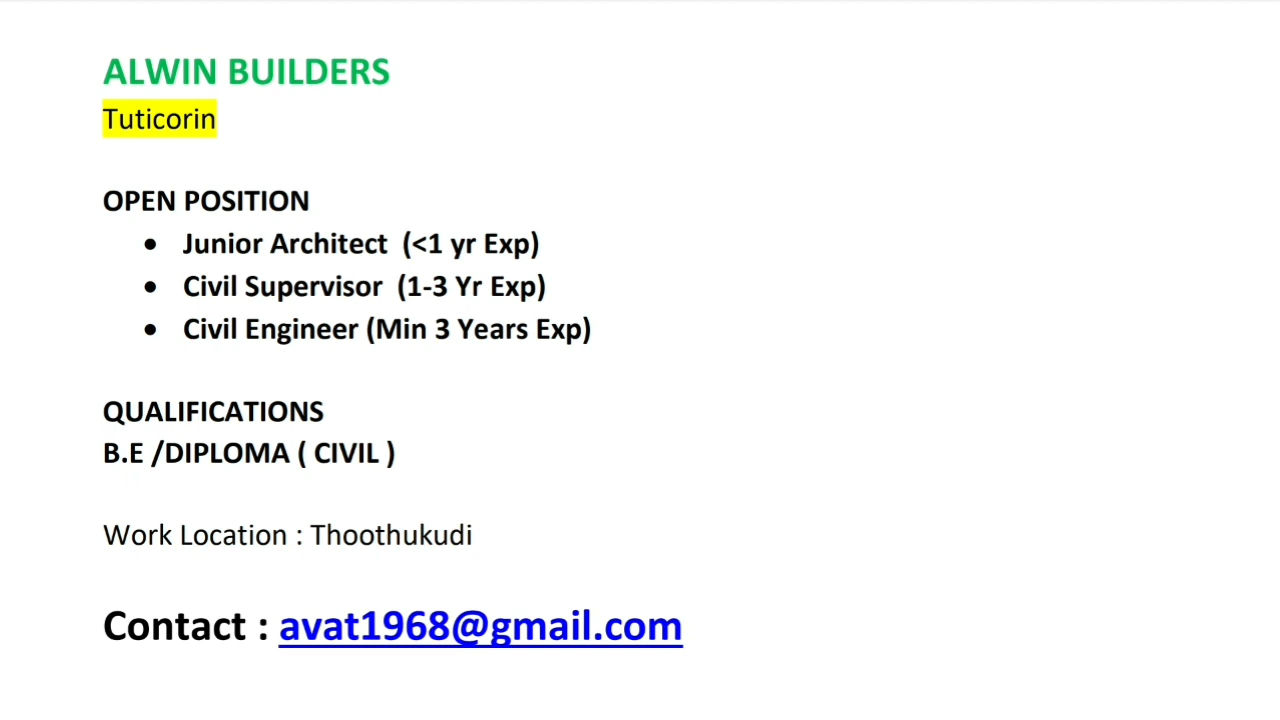 ALWIN BUILDERS
Tuticorin
OPEN POSITION
• Junior Architect (<1 yr Exp)
• Civil Supervisor (1-3 Yr Exp)
• Civil Engineer (Min 3 Years Exp)
QUALIFICATIONS
B.E /DIPLOMA ( CIVIL )
Work Location : Thoothukudi
Contact : avat1968@gmail.com